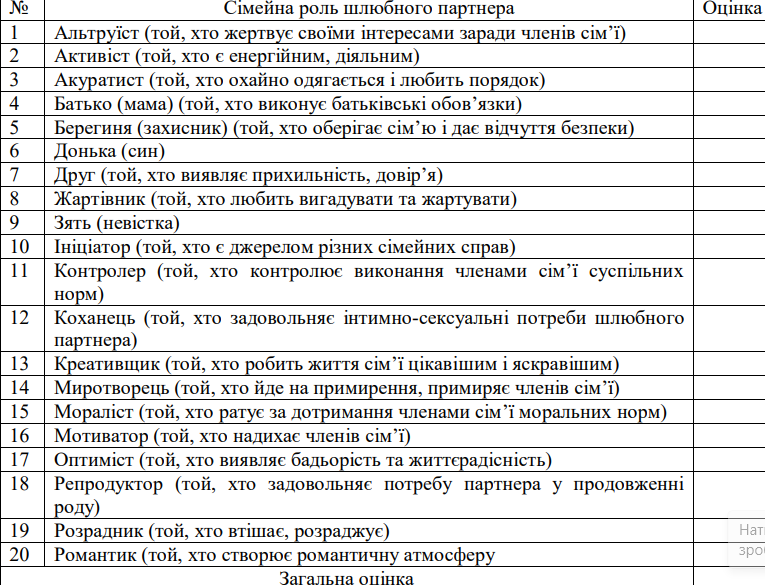 № Сімейна роль шлюбного партнера Оцінка
1 Альтруїст (той, хто жертвує своїми інтересами заради членів сім’ї)
2 Активіст (той, хто є енергійним, діяльним)
3 Акуратист (той, хто охайно одягається і любить порядок)
4 Батько (мама) (той, хто виконує батьківські обов’язки)
5 Берегиня (захисник) (той, хто оберігає сім’ю і дає відчуття безпеки)
6 Донька (син)
7 Друг (той, хто виявляє прихильність, довір’я)
8 Жартівник (той, хто любить вигадувати та жартувати)
9 Зять (невістка)
10 Ініціатор (той, хто є джерелом різних сімейних справ)
11 Контролер (той, хто контролює виконання членами сім’ї суспільних
норм)
12 Коханець (той, хто задовольняє інтимно-сексуальні потреби шлюбного
партнера)
13 Креативщик (той, хто робить життя сім’ї цікавішим і яскравішим)
14 Миротворець (той, хто йде на примирення, примиряє членів сім’ї)
15 Мораліст (той, хто ратує за дотримання членами сім’ї моральних норм)
16 Мотиватор (той, хто надихає членів сім’ї)
17 Оптиміст (той, хто виявляє бадьорість та життєрадісність)
18 Репродуктор (той, хто задовольняє потребу партнера у продовженні
роду)
19 Розрадник (той, хто втішає, розраджує)
20 Романтик (той, хто створює романтичну атмосферу
Загальна оцінка